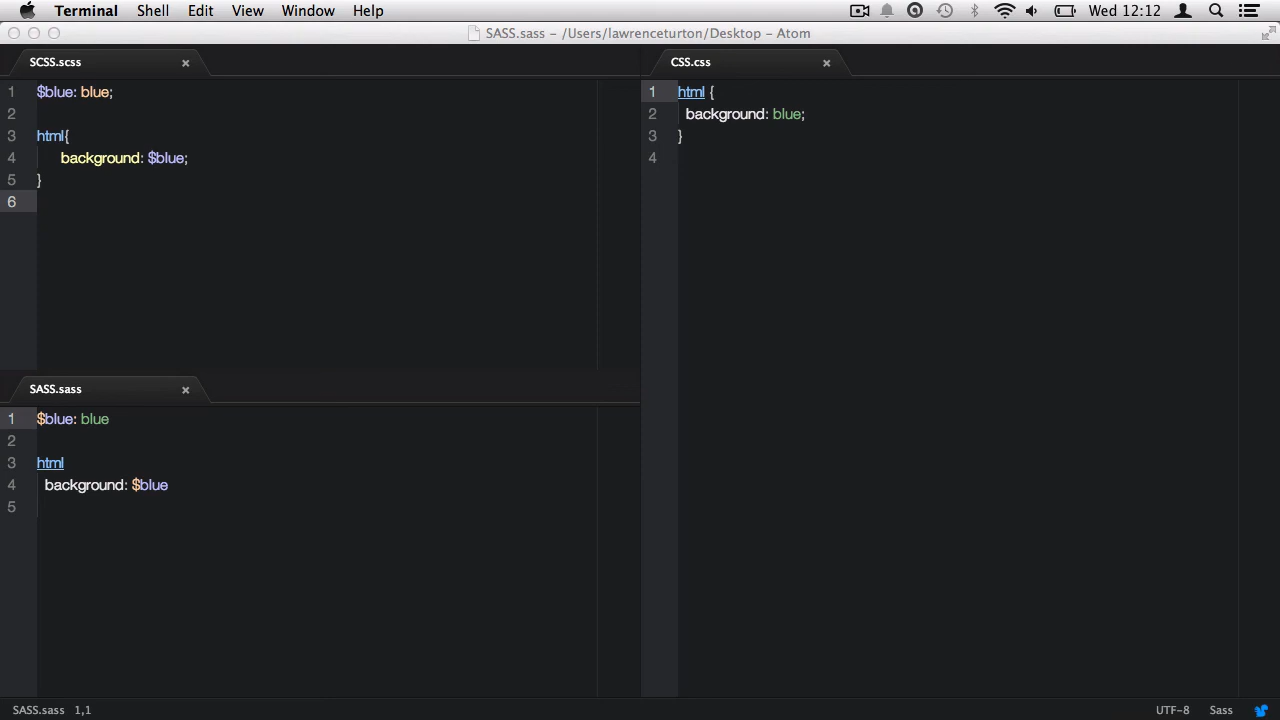 Terminal Shell Edit View Window Help Wed 12:12
SASS.sass – /Users/lawrenceturton/Desktop – Atom
SCSS.scss
1 $blue: blue;
2
3 html{
4 background: $blue;
5 }
6
SASS.sass
1 $blue: blue
2
3 html
4 background: $blue
5
CSS.css
1 html {
2 background: blue;
3 }
4
SASS.sass 1,1 UTF-8 Sass